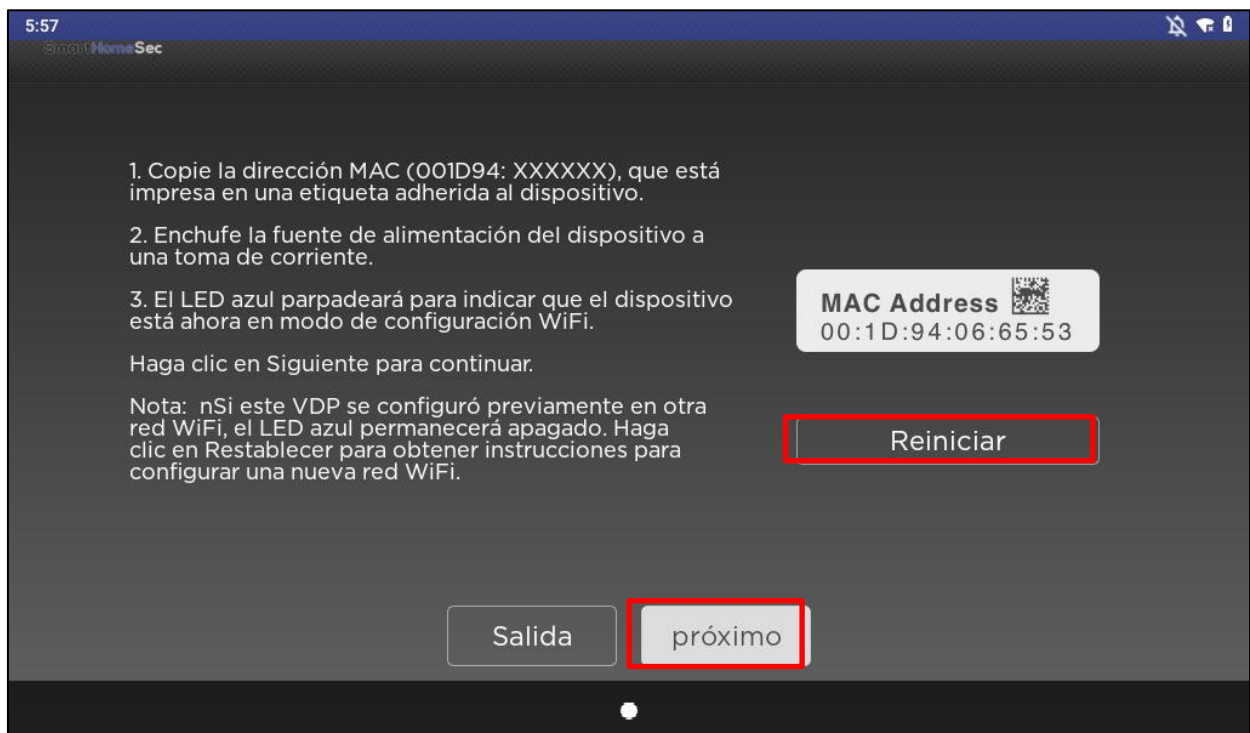 5:57
SmartHomeSec
1. Copie la dirección MAC (001D94: XXXXXX), que está
impresa en una etiqueta adherida al dispositivo.
2. Enchufe la fuente de alimentación del dispositivo a
una toma de corriente.
3. El LED azul parpadeará para indicar que el dispositivo
está ahora en modo de configuración WiFi.
Haga clic en Siguiente para continuar.
Nota:  nSi este VDP se configuró previamente en otra
red WiFi, el LED azul permanecerá apagado. Haga
clic en Restablecer para obtener instrucciones para
configurar una nueva red WiFi.
MAC Address
00:1D:94:06:65:53
Reiniciar
Salida
próximo